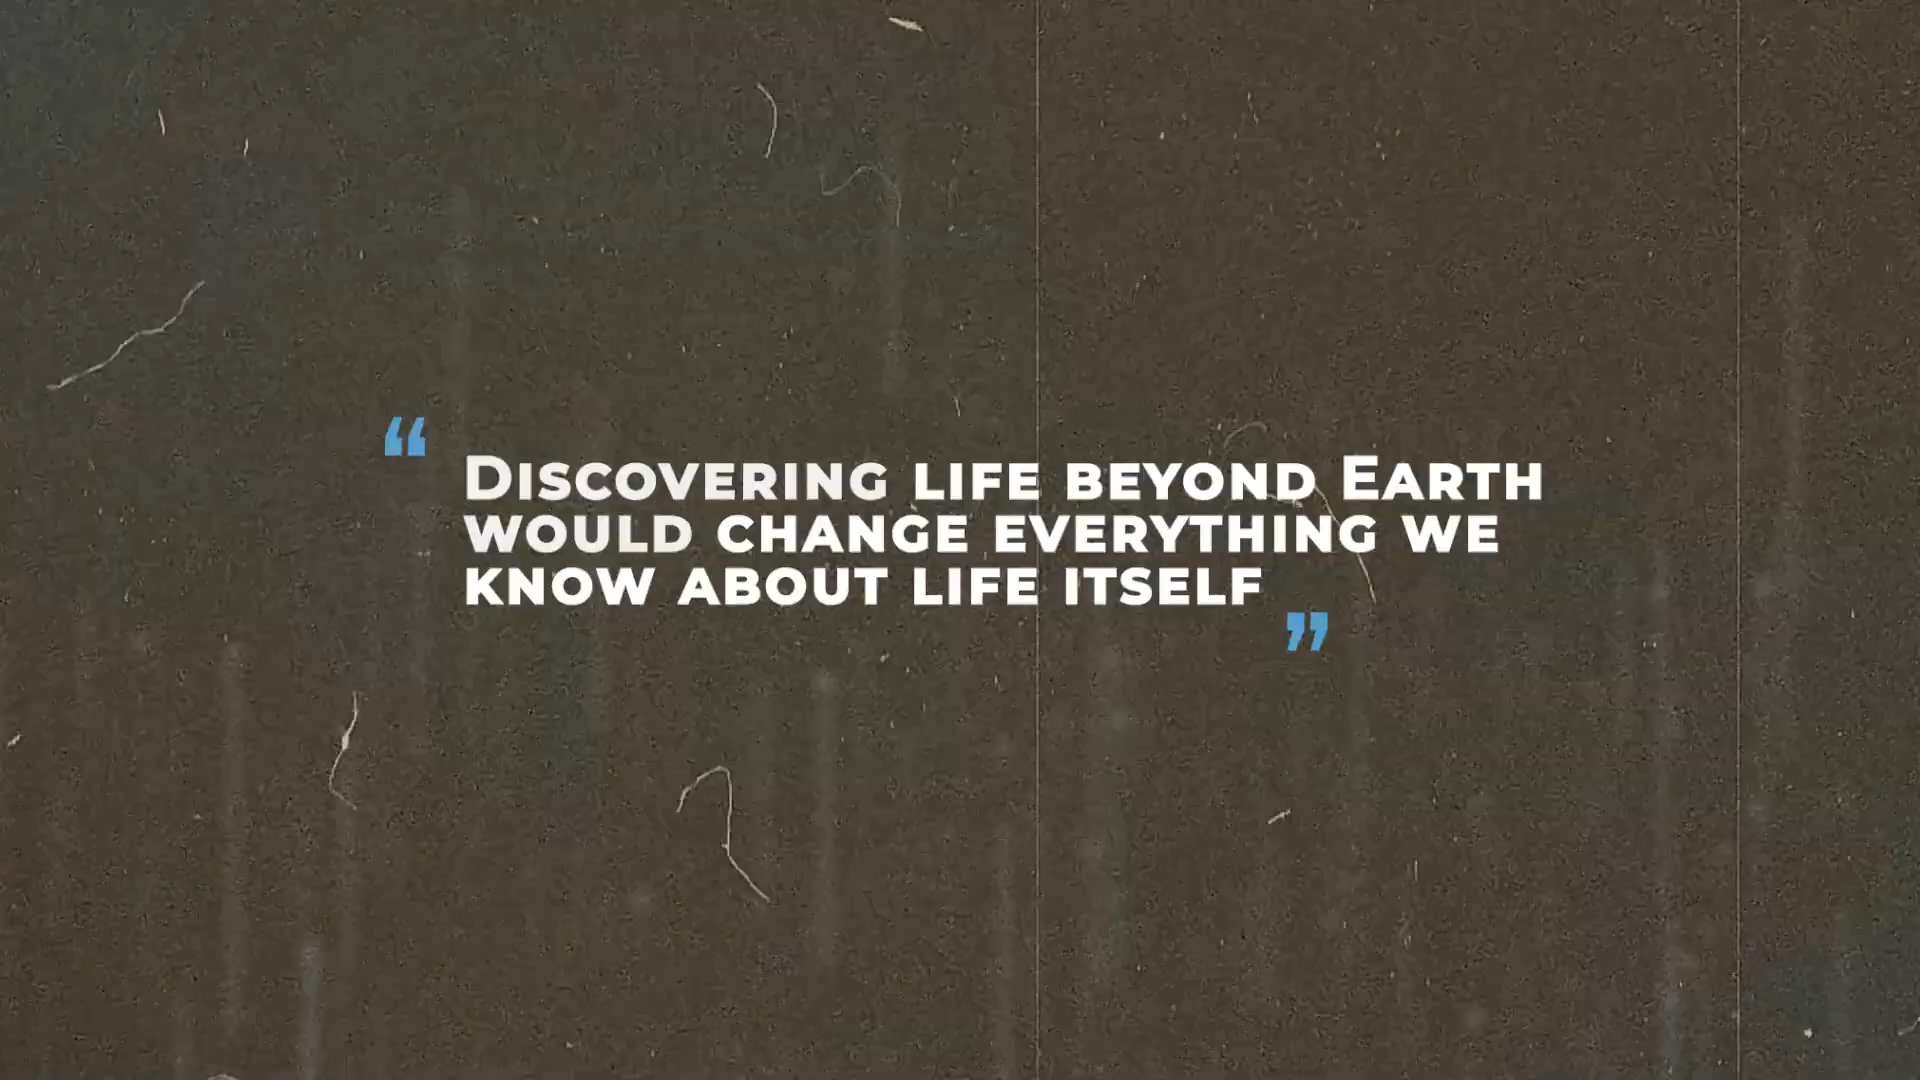 “Discovering life beyond Earth
would change everything we
know about life itself”